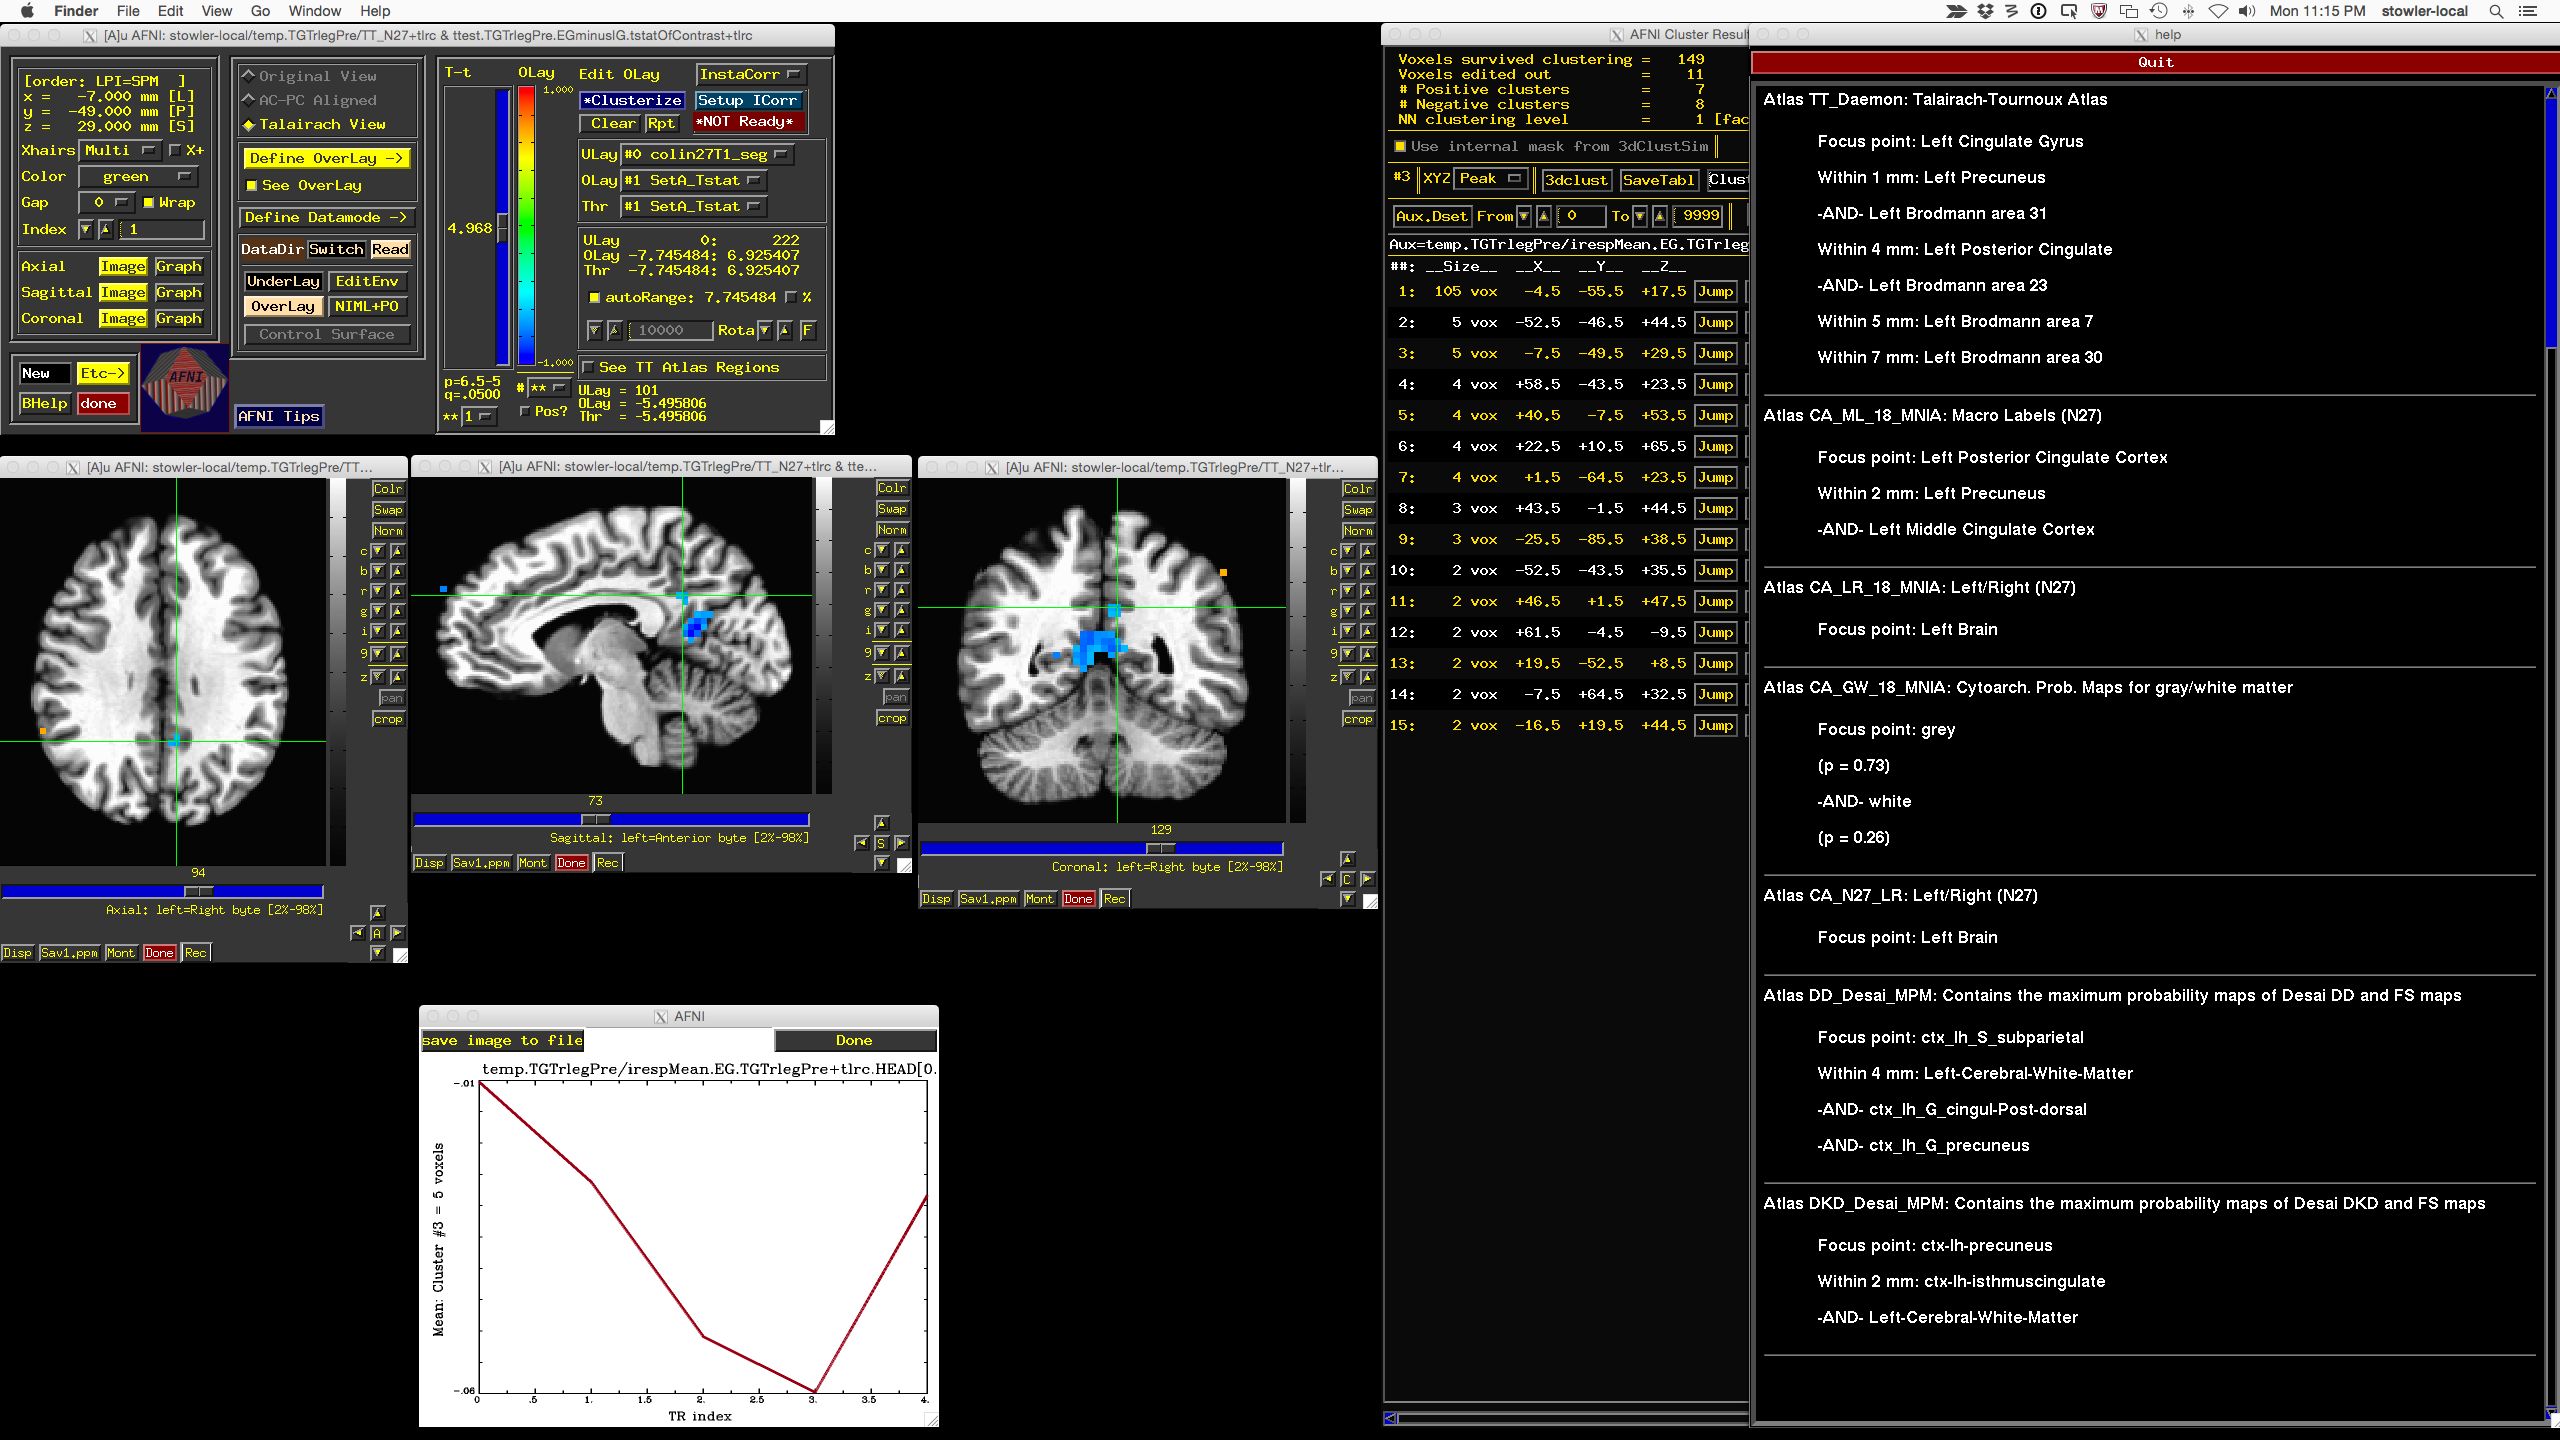 Finder File Edit View Go Window Help
Mon 11:15 PM stowler-local
[A]u AFNI: stowler-local/temp.TGTrlegPre/TT_N27+tlrc & ttest.TGTrlegPre.EGminusIG.tstatOfContrast+tlrc
[order: LPI=SPM ]
x = -7.000 mm [L]
y = -49.000 mm [P]
z = 29.000 mm [S]
Xhairs Multi X+
Color green
Gap 0 Wrap
Index 1
Axial Image Graph
Sagittal Image Graph
Coronal Image Graph
New Etc->
BHelp done
AFNI
AFNI Tips
Original View
AC-PC Aligned
Talairach View
Define OverLay ->
See OverLay
Define Datamode ->
DataDir Switch Read
UnderLay EditEnv
OverLay NIML+PO
Control Surface
T-t OLay
4.968
1.000
-1.000
p=6.5-5
q=.0500
** 1
# **
Pos?
Edit OLay InstaCorr
*Clusterize Setup ICorr
Clear Rpt *NOT Ready*
ULay #0 colin27T1_seg
OLay #1 SetA_Tstat
Thr #1 SetA_Tstat
ULay 0: 222
OLay -7.745484: 6.925407
Thr -7.745484: 6.925407
autoRange: 7.745484 %
10000 Rota F
See TT Atlas Regions
ULay = 101
OLay = -5.495806
Thr = -5.495806
[A]u AFNI: stowler-local/temp.TGTrlegPre/TT...
Colr
Swap
Norm
c
b
r
g
i
9
z
pan
crop
94
Axial: left=Right byte [2%-98%]
A
Disp Sav1.ppm Mont Done Rec
[A]u AFNI: stowler-local/temp.TGTrlegPre/TT_N27+tlrc & tte...
Colr
Swap
Norm
c
b
r
g
i
9
z
pan
crop
73
Sagittal: left=Anterior byte [2%-98%]
S
Disp Sav1.ppm Mont Done Rec
[A]u AFNI: stowler-local/temp.TGTrlegPre/TT_N27+tlr...
Colr
Swap
Norm
c
b
r
g
i
9
z
pan
crop
129
Coronal: left=Right byte [2%-98%]
C
Disp Sav1.ppm Mont Done Rec
AFNI
save image to file Done
temp.TGTrlegPre/irespMean.EG.TGTrlegPre+tlrc.HEAD[0.
-.01
-.06
Mean: Cluster #3 = 5 voxels
0 .5 1. 1.5 2. 2.5 3. 3.5 4.
TR index
AFNI Cluster Resul
Voxels survived clustering = 149
Voxels edited out = 11
# Positive clusters = 7
# Negative clusters = 8
NN clustering level = 1 [fac
Use internal mask from 3dClustSim
#3 XYZ Peak 3dclust SaveTabl Clust
Aux.Dset From 0 To 9999
Aux=temp.TGTrlegPre/irespMean.EG.TGTrleg
##: __Size__ __X__ __Y__ __Z__
1: 105 vox -4.5 -55.5 +17.5 Jump
2: 5 vox -52.5 -46.5 +44.5 Jump
3: 5 vox -7.5 -49.5 +29.5 Jump
4: 4 vox +58.5 -43.5 +23.5 Jump
5: 4 vox +40.5 -7.5 +53.5 Jump
6: 4 vox +22.5 +10.5 +65.5 Jump
7: 4 vox +1.5 -64.5 +23.5 Jump
8: 3 vox +43.5 -1.5 +44.5 Jump
9: 3 vox -25.5 -85.5 +38.5 Jump
10: 2 vox -52.5 -43.5 +35.5 Jump
11: 2 vox +46.5 +1.5 +47.5 Jump
12: 2 vox +61.5 -4.5 -9.5 Jump
13: 2 vox +19.5 -52.5 +8.5 Jump
14: 2 vox -7.5 +64.5 +32.5 Jump
15: 2 vox -16.5 +19.5 +44.5 Jump
help
Quit
Atlas TT_Daemon: Talairach-Tournoux Atlas
Focus point: Left Cingulate Gyrus
Within 1 mm: Left Precuneus
-AND- Left Brodmann area 31
Within 4 mm: Left Posterior Cingulate
-AND- Left Brodmann area 23
Within 5 mm: Left Brodmann area 7
Within 7 mm: Left Brodmann area 30
Atlas CA_ML_18_MNIA: Macro Labels (N27)
Focus point: Left Posterior Cingulate Cortex
Within 2 mm: Left Precuneus
-AND- Left Middle Cingulate Cortex
Atlas CA_LR_18_MNIA: Left/Right (N27)
Focus point: Left Brain
Atlas CA_GW_18_MNIA: Cytoarch. Prob. Maps for gray/white matter
Focus point: grey
(p = 0.73)
-AND- white
(p = 0.26)
Atlas CA_N27_LR: Left/Right (N27)
Focus point: Left Brain
Atlas DD_Desai_MPM: Contains the maximum probability maps of Desai DD and FS maps
Focus point: ctx_lh_S_subparietal
Within 4 mm: Left-Cerebral-White-Matter
-AND- ctx_lh_G_cingul-Post-dorsal
-AND- ctx_lh_G_precuneus
Atlas DKD_Desai_MPM: Contains the maximum probability maps of Desai DKD and FS maps
Focus point: ctx-lh-precuneus
Within 2 mm: ctx-lh-isthmuscingulate
-AND- Left-Cerebral-White-Matter